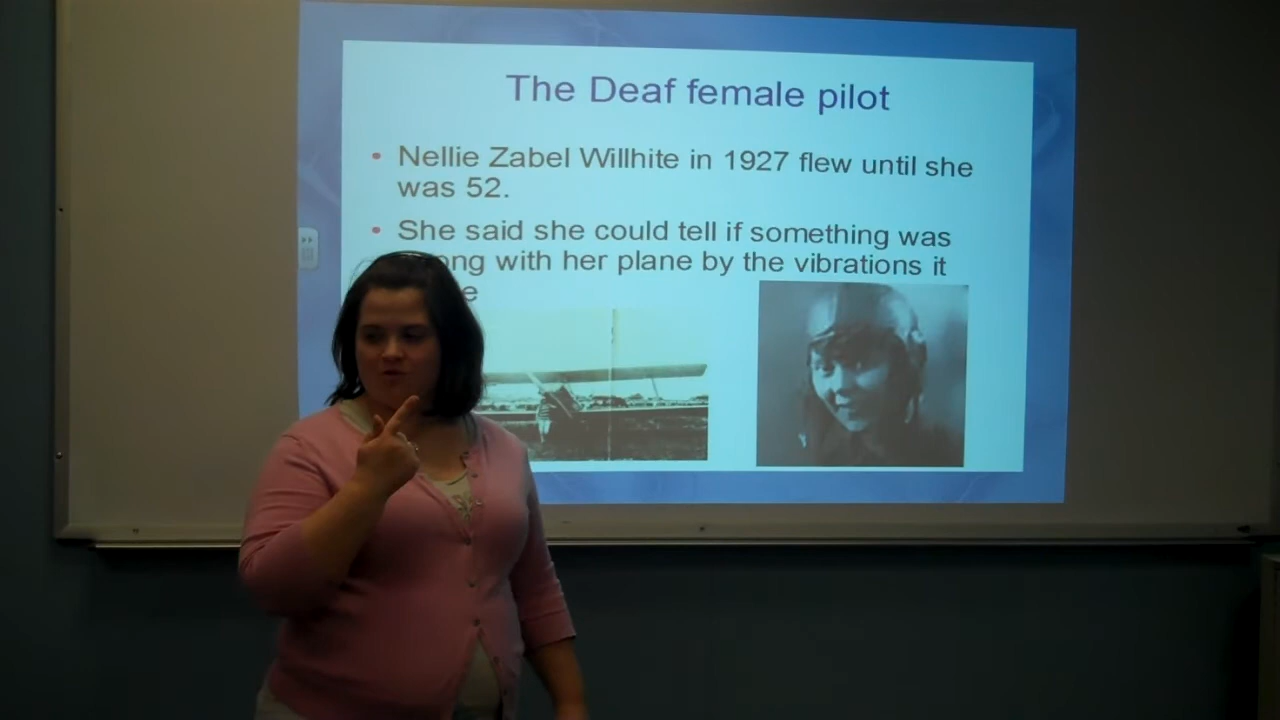 The Deaf female pilot
• Nellie Zabel Willhite in 1927 flew until she
was 52.
• She said she could tell if something was
ong with her plane by the vibrations it
e